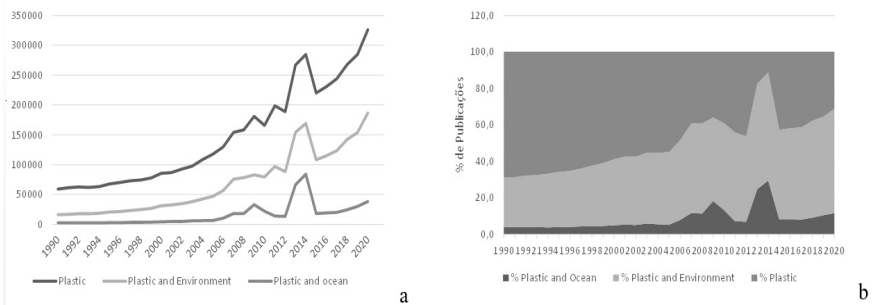 350000
300000
250000
200000
150000
100000
50000
0
1990 1992 1994 1996 1998 2000 2002 2004 2006 2008 2010 2012 2014 2016 2018 2020
Plastic Plastic and Environment Plastic and ocean
a
120,0
100,0
80,0
60,0
40,0
20,0
0,0
% de Publicações
1990 1992 1994 1996 1998 2000 2002 2004 2006 2008 2010 2012 2014 2016 2018 2020
% Plastic and Ocean % Plastic and Environment % Plastic
b